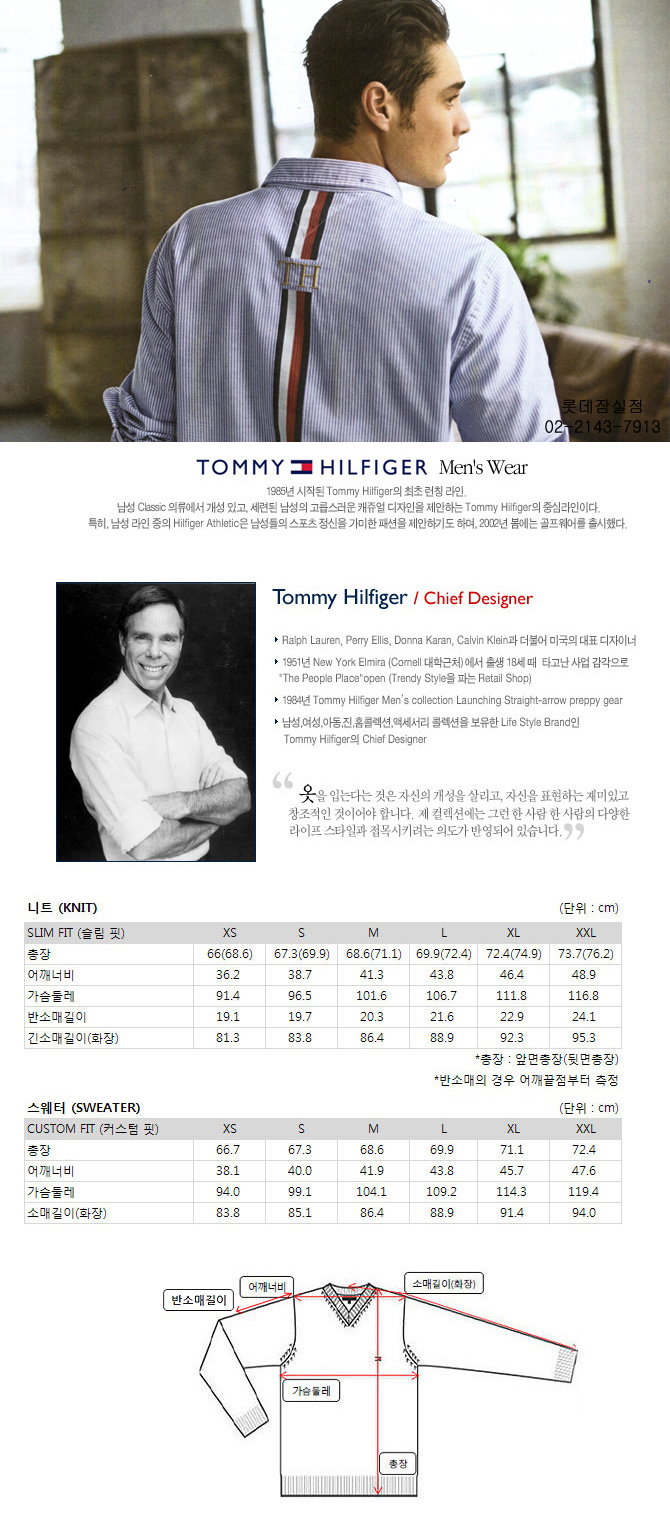 TH
롯데잠실점
02-2143-7913
TOMMY HILFIGER Men's Wear
1985년 시작된 Tommy Hilfiger의 최초 런칭 라인.
남성 Classic 의류에서 개성 있고, 세련된 남성의 고릅스러운 캐쥬얼 디자인을 제안하는 Tommy Hilfiger의 중심라인이다.
특히, 남성 라인 중의 Hilfiger Athletic은 남성들의 스포츠 정신을 가미한 패션을 제안하기도 하며, 2002년 봄에는 골프웨어를 출시했다.
Tommy Hilfiger / Chief Designer
Ralph Lauren, Perry Ellis, Donna Karan, Calvin Klein과 더불어 미국의 대표 디자이너
1951년 New York Elmira (Cornell 대학근처) 에서 출생 18세 때 타고난 사업 감각으로
"The People Place"open (Trendy Style을 파는 Retail Shop)
1984년 Tommy Hilfiger Men's collection Launching Straight-arrow preppy gear
남성,여성,아동,진,홈콜렉션,액세서리 콜렉션을 보유한 Life Style Brand인
Tommy Hilfiger의 Chief Designer
“옷을 입는다는 것은 자신의 개성을 살리고, 자신을 표현하는 재미있고
창조적인 것이어야 합니다. 제 컬렉션에는 그런 한 사람 한 사람의 다양한
라이프 스타일과 접목시키려는 의도가 반영되어 있습니다.”
니트 (KNIT) (단위 : cm)
SLIM FIT (슬림 핏) XS S M L XL XXL
총장 66(68.6) 67.3(69.9) 68.6(71.1) 69.9(72.4) 72.4(74.9) 73.7(76.2)
어깨너비 36.2 38.7 41.3 43.8 46.4 48.9
가슴둘레 91.4 96.5 101.6 106.7 111.8 116.8
반소매길이 19.1 19.7 20.3 21.6 22.9 24.1
긴소매길이(화장) 81.3 83.8 86.4 88.9 92.3 95.3
*총장 : 앞면총장(뒷면총장)
*반소매의 경우 어깨끝점부터 측정
스웨터 (SWEATER) (단위 : cm)
CUSTOM FIT (커스텀 핏) XS S M L XL XXL
총장 66.7 67.3 68.6 69.9 71.1 72.4
어깨너비 38.1 40.0 41.9 43.8 45.7 47.6
가슴둘레 94.0 99.1 104.1 109.2 114.3 119.4
소매길이(화장) 83.8 85.1 86.4 88.9 91.4 94.0
어깨너비
소매길이(화장)
반소매길이
가슴둘레
총장